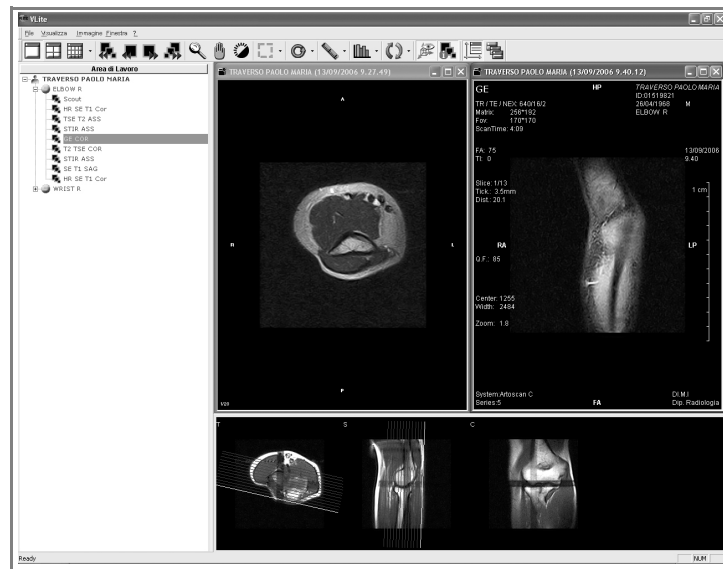 VLite
File Visualizza Immagine Finestra ?
Area di Lavoro
TRAVERSO PAOLO MARIA
ELBOW R
Scout
HR SE T1 Cor
TSE T2 ASS
STIR ASS
GE COR
T2 TSE COR
STIR ASS
SE T1 SAG
HR SE T1 Cor
WRIST R
TRAVERSO PAOLO MARIA (13/09/2006 9.27.49)
A
R
L
P
TRAVERSO PAOLO MARIA (13/09/2006 9.40.12)
GE
HP
TRAVERSO PAOLO MARIA
ID:01519821
TR / TE / NEX: 640/16/2
26/04/1968 M
Matrix: 256*192
ELBOW R
Fov: 170*170
ScanTime: 4:09
FA: 75
13/09/2006
TI: 0
9.40
Slice: 1/13
1 cm
Tick.: 3.5mm
Dist.: 20.1
RA
LP
Q.F.: 85
Center: 1255
Width: 2484
Zoom: 1.8
System:Artoscan C
DI.M.I
Series:5
FA
Dip. Radiologia
T
S
C
Ready
NUM